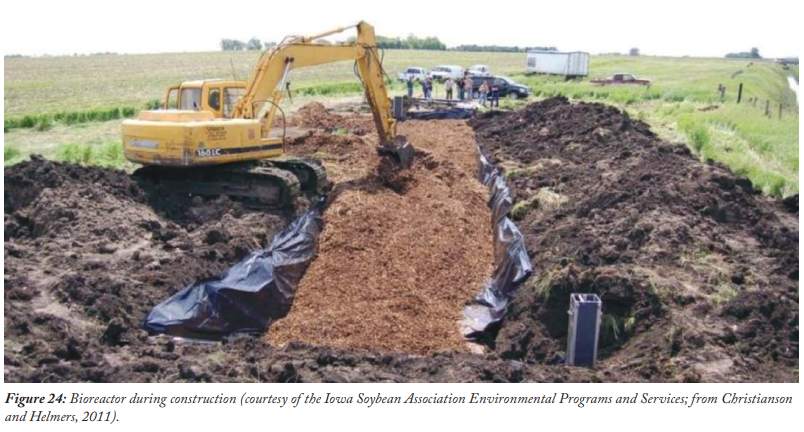 160LC
Figure 24: Bioreactor during construction (courtesy of the Iowa Soybean Association Environmental Programs and Services; from Christianson
and Helmers, 2011).